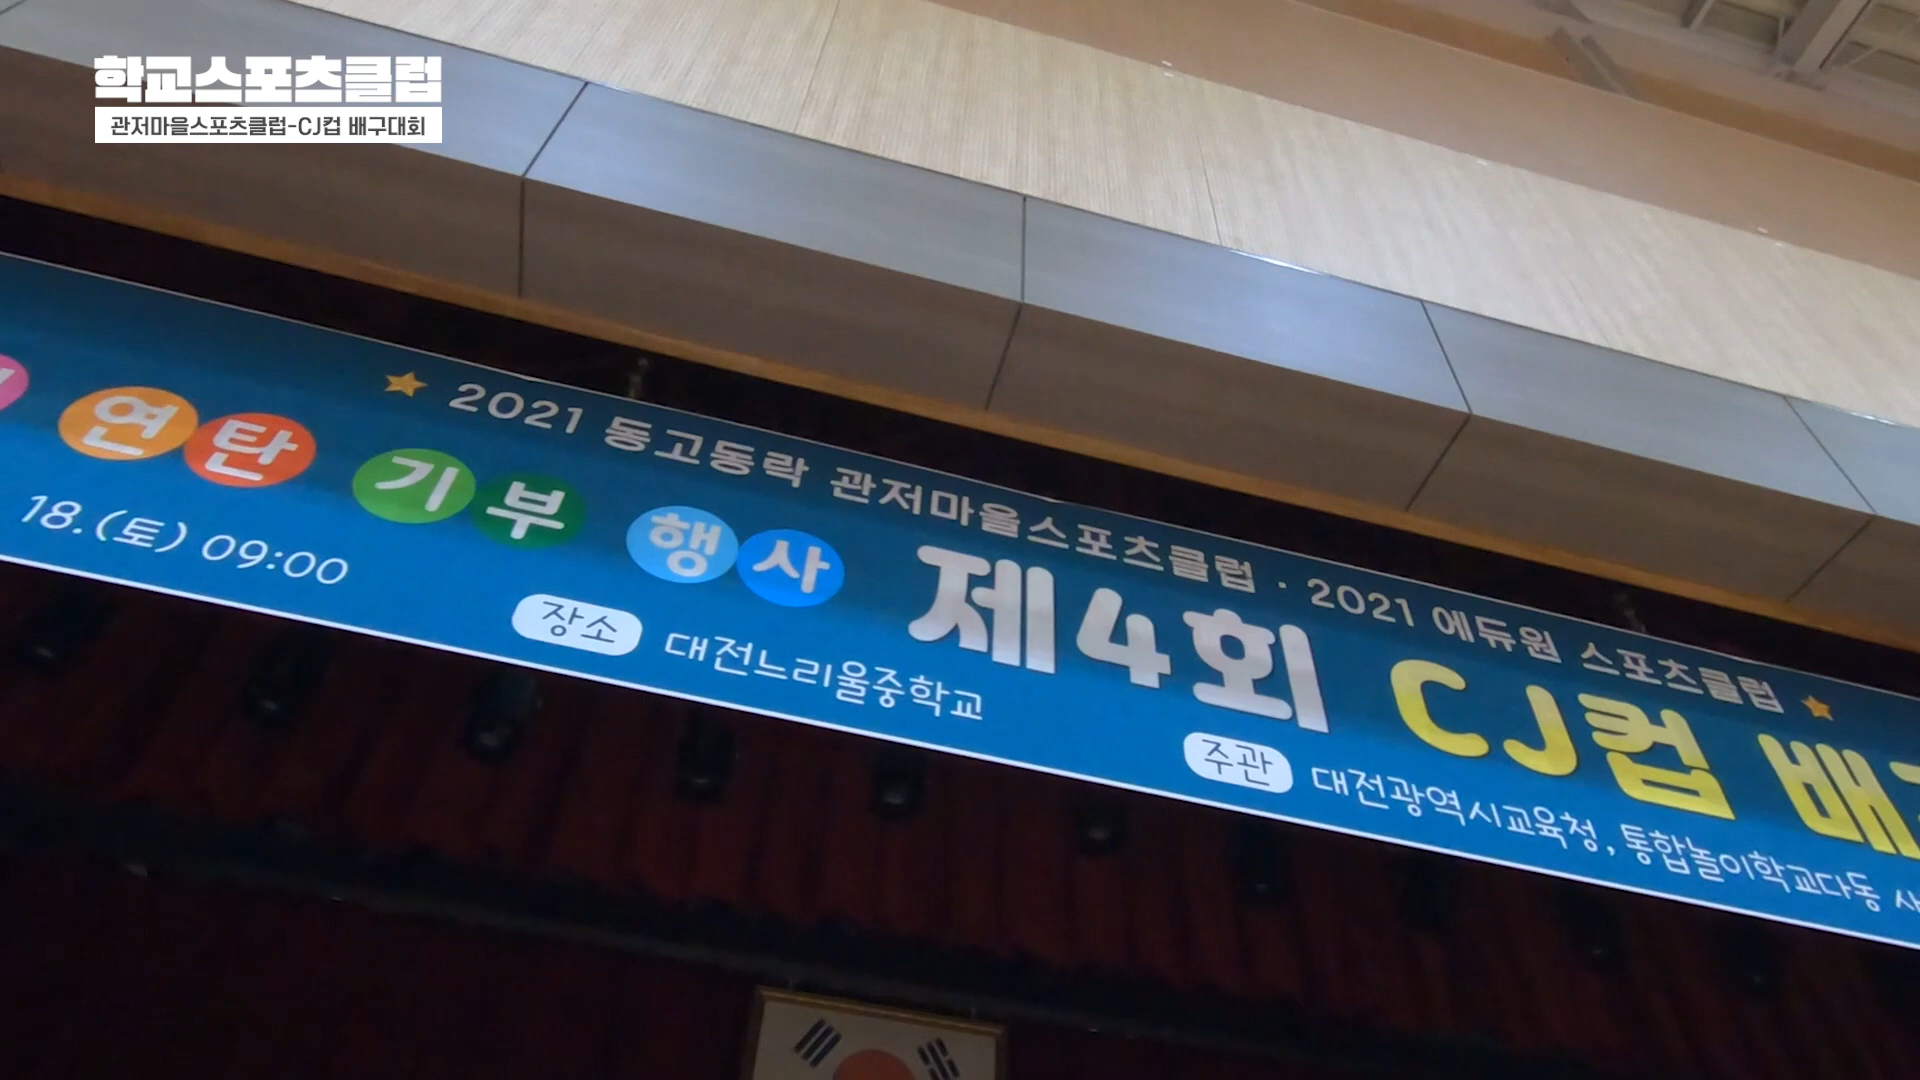 학교스포츠클럽
관저마을스포츠클럽-CJ컵 배구대회
2021 동고동락 관저마을스포츠클럽 · 2021 에듀원 스포츠클럽
연탄 기부 행사 제4회 CJ컵 배구
18.(토) 09:00 장소 대전느리울중학교 주관 대전광역시교육청, 통합놀이학교다동